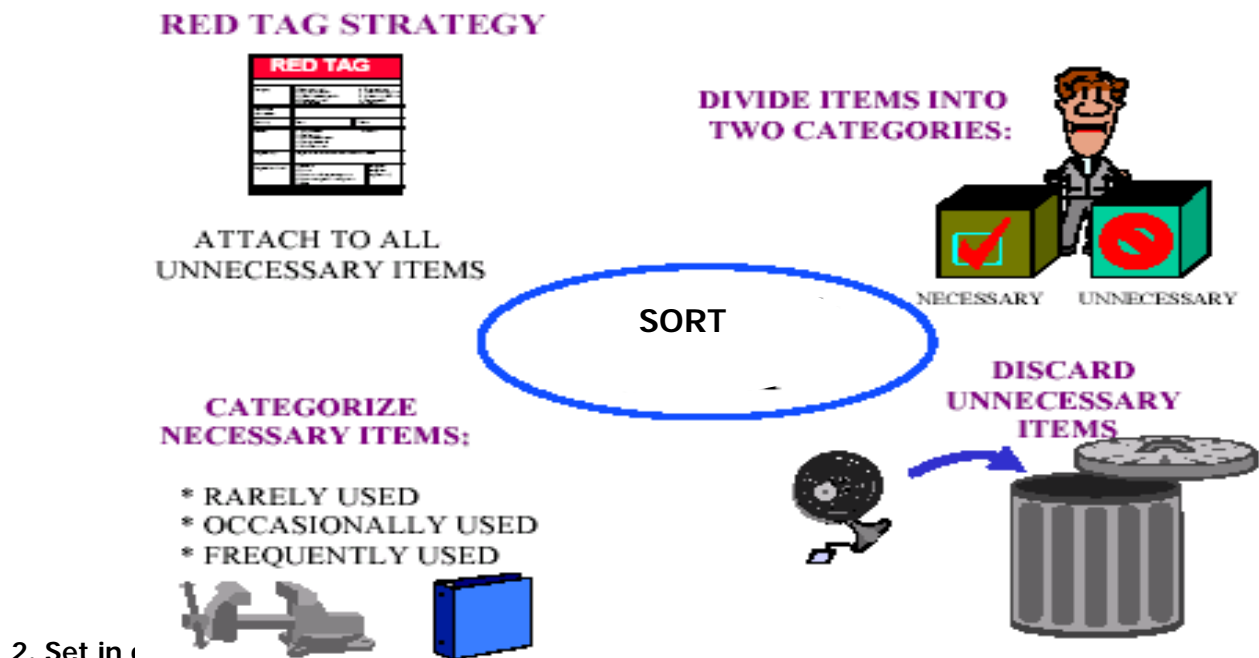 RED TAG STRATEGY
RED TAG
ATTACH TO ALL
UNNECESSARY ITEMS
DIVIDE ITEMS INTO
TWO CATEGORIES:
NECESSARY UNNECESSARY
SORT
DISCARD
UNNECESSARY
ITEMS
CATEGORIZE
NECESSARY ITEMS:
* RARELY USED
* OCCASIONALLY USED
* FREQUENTLY USED
2. Set in